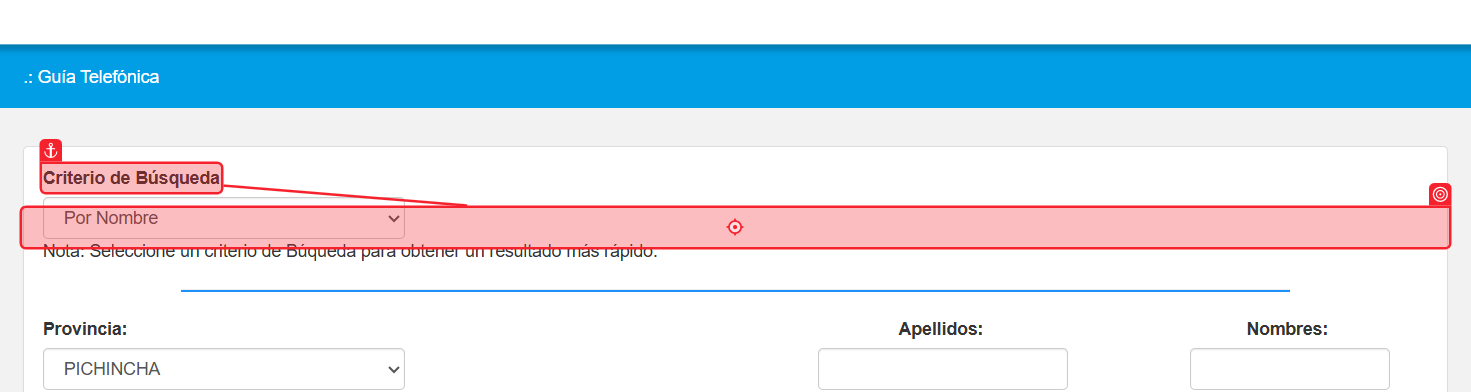 .: Guía Telefónica
Criterio de Búsqueda
Por Nombre
Nota: Seleccione un criterio de Búqueda para obtener un resultado más rápido.
Provincia:
Apellidos:
Nombres:
PICHINCHA